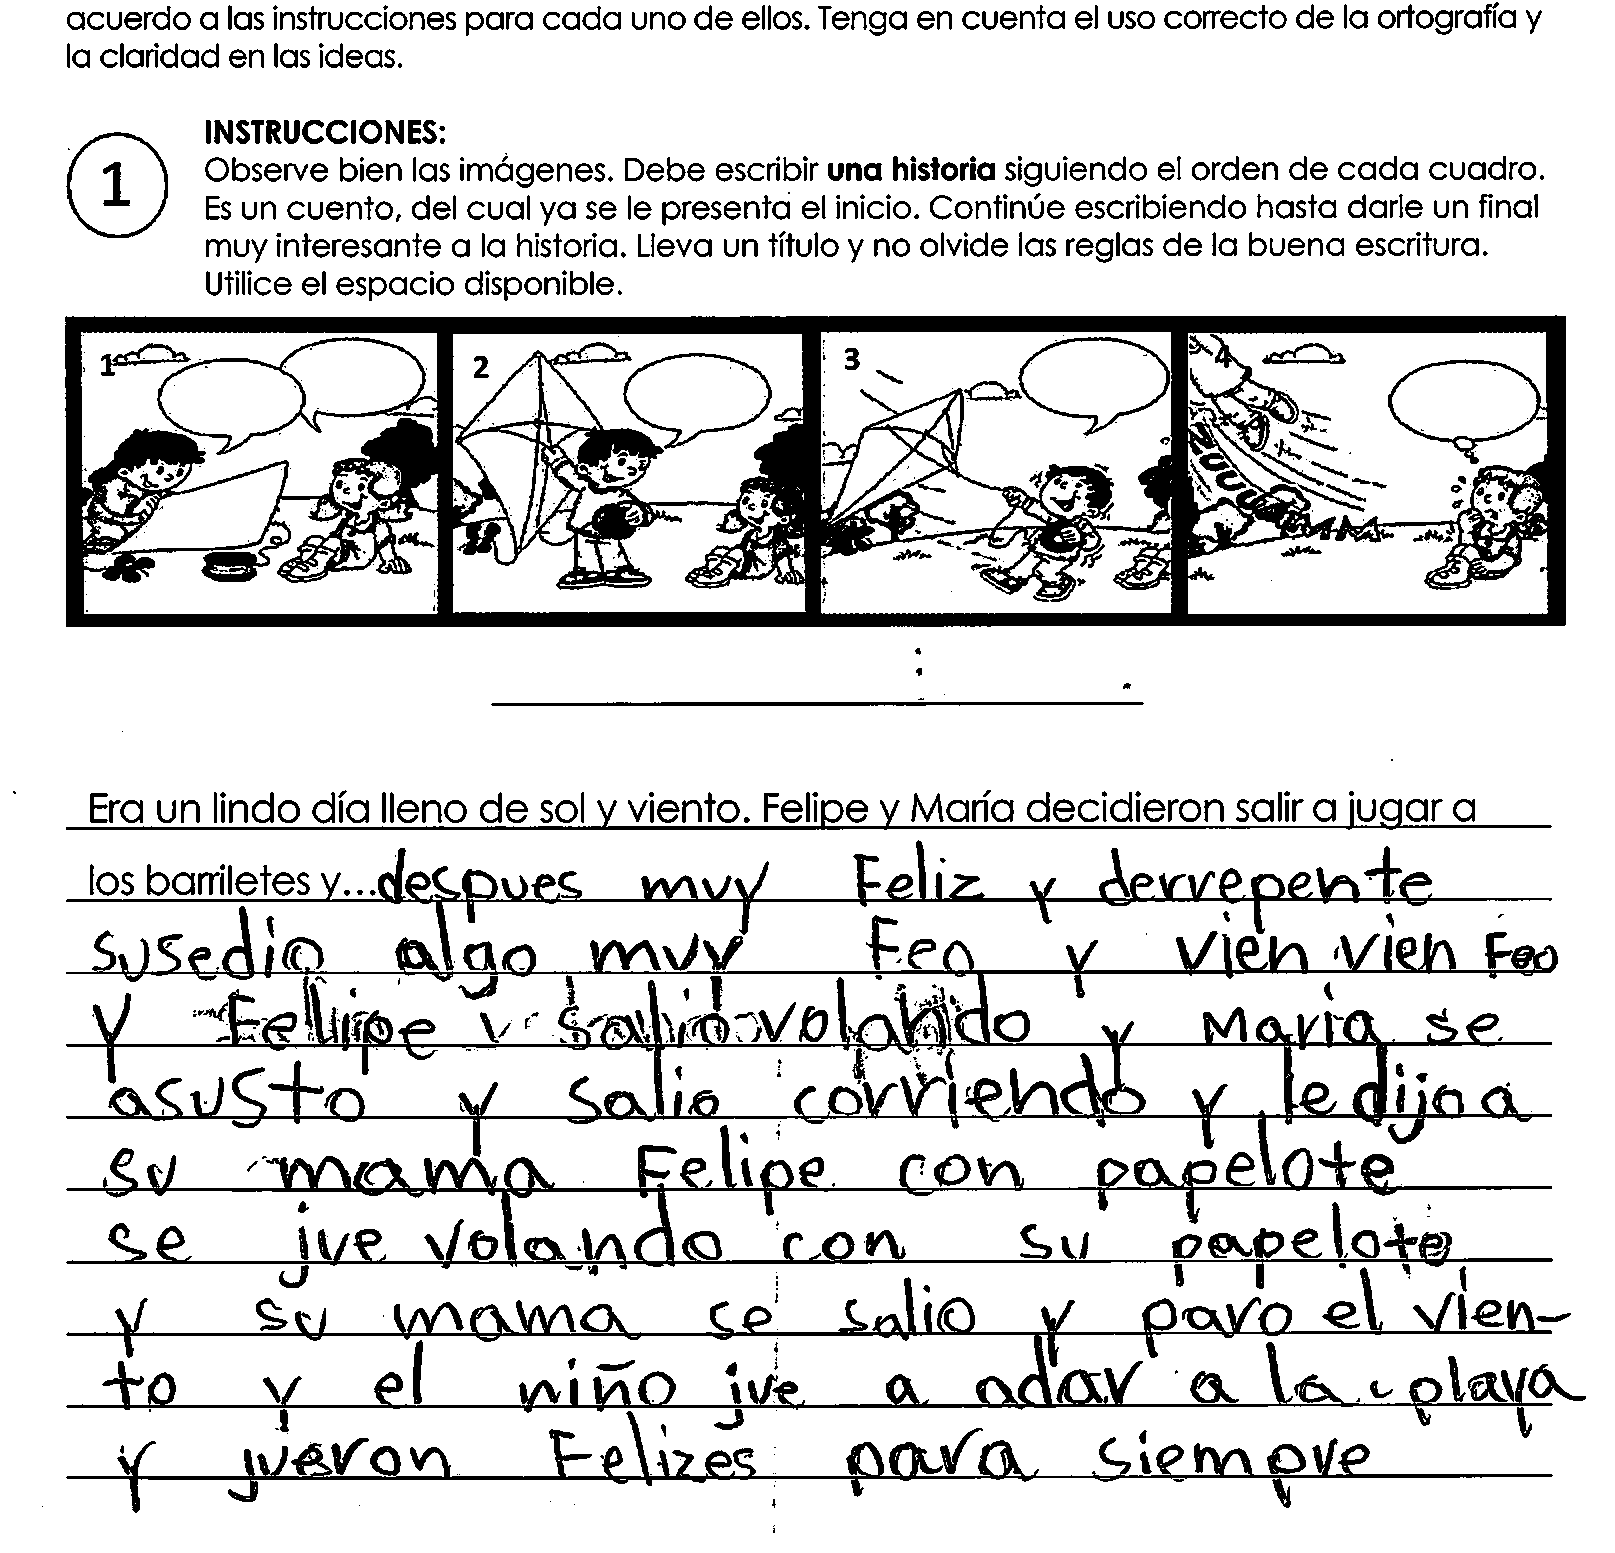 acuerdo a las instrucciones para cada uno de ellos. Tenga en cuenta el uso correcto de la ortografía y
la claridad en las ideas.
1
INSTRUCCIONES:
Observe bien las imágenes. Debe escribir una historia siguiendo el orden de cada cuadro.
Es un cuento, del cual ya se le presenta el inicio. Continúe escribiendo hasta darle un final
muy interesante a la historia. Lleva un título y no olvide las reglas de la buena escritura.
Utilice el espacio disponible.
1 2 3 4
ZUUUUMMM
Era un lindo día lleno de sol y viento. Felipe y María decidieron salir a jugar a
los barriletes y...despues muy Feliz y derrepente
susedio algo muy Feo y vien vien Feo
y Fellipe salio volando y Maria se
asusto y salio corriendo y le dijo a
su mama Felipe con papelote
se jue volando con su papelote
y su mama se salio y paro el vien-
to y el niño jue a adar a la playa
y jueron Felizes para siempre